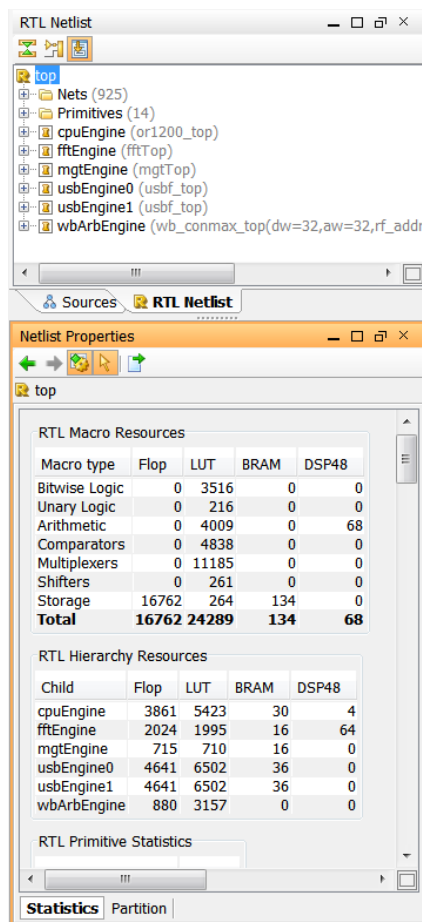 RTL Netlist
top
Nets (925)
Primitives (14)
cpuEngine (or1200_top)
fftEngine (fftTop)
mgtEngine (mgtTop)
usbEngine0 (usbf_top)
usbEngine1 (usbf_top)
wbArbEngine (wb_conmax_top(dw=32,aw=32,rf_addr
Sources RTL Netlist
Netlist Properties
top
RTL Macro Resources
Macro type Flop LUT BRAM DSP48
Bitwise Logic 0 3516 0 0
Unary Logic 0 216 0 0
Arithmetic 0 4009 0 68
Comparators 0 4838 0 0
Multiplexers 0 11185 0 0
Shifters 0 261 0 0
Storage 16762 264 134 0
Total 16762 24289 134 68
RTL Hierarchy Resources
Child Flop LUT BRAM DSP48
cpuEngine 3861 5423 30 4
fftEngine 2024 1995 16 64
mgtEngine 715 710 16 0
usbEngine0 4641 6502 36 0
usbEngine1 4641 6502 36 0
wbArbEngine 880 3157 0 0
RTL Primitive Statistics
Statistics Partition